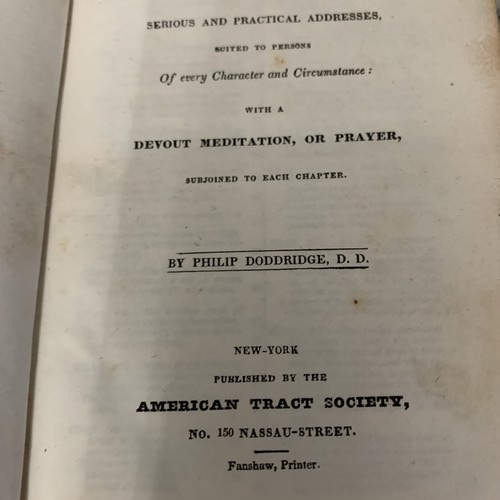 SERIOUS AND PRACTICAL ADDRESSES,
SUITED TO PERSONS
Of every Character and Circumstance:
WITH A
DEVOUT MEDITATION, OR PRAYER,
SUBJOINED TO EACH CHAPTER.
BY PHILIP DODDRIDGE, D. D.
NEW-YORK
PUBLISHED BY THE
AMERICAN TRACT SOCIETY,
No. 150 NASSAU-STREET.
Fanshaw, Printer.